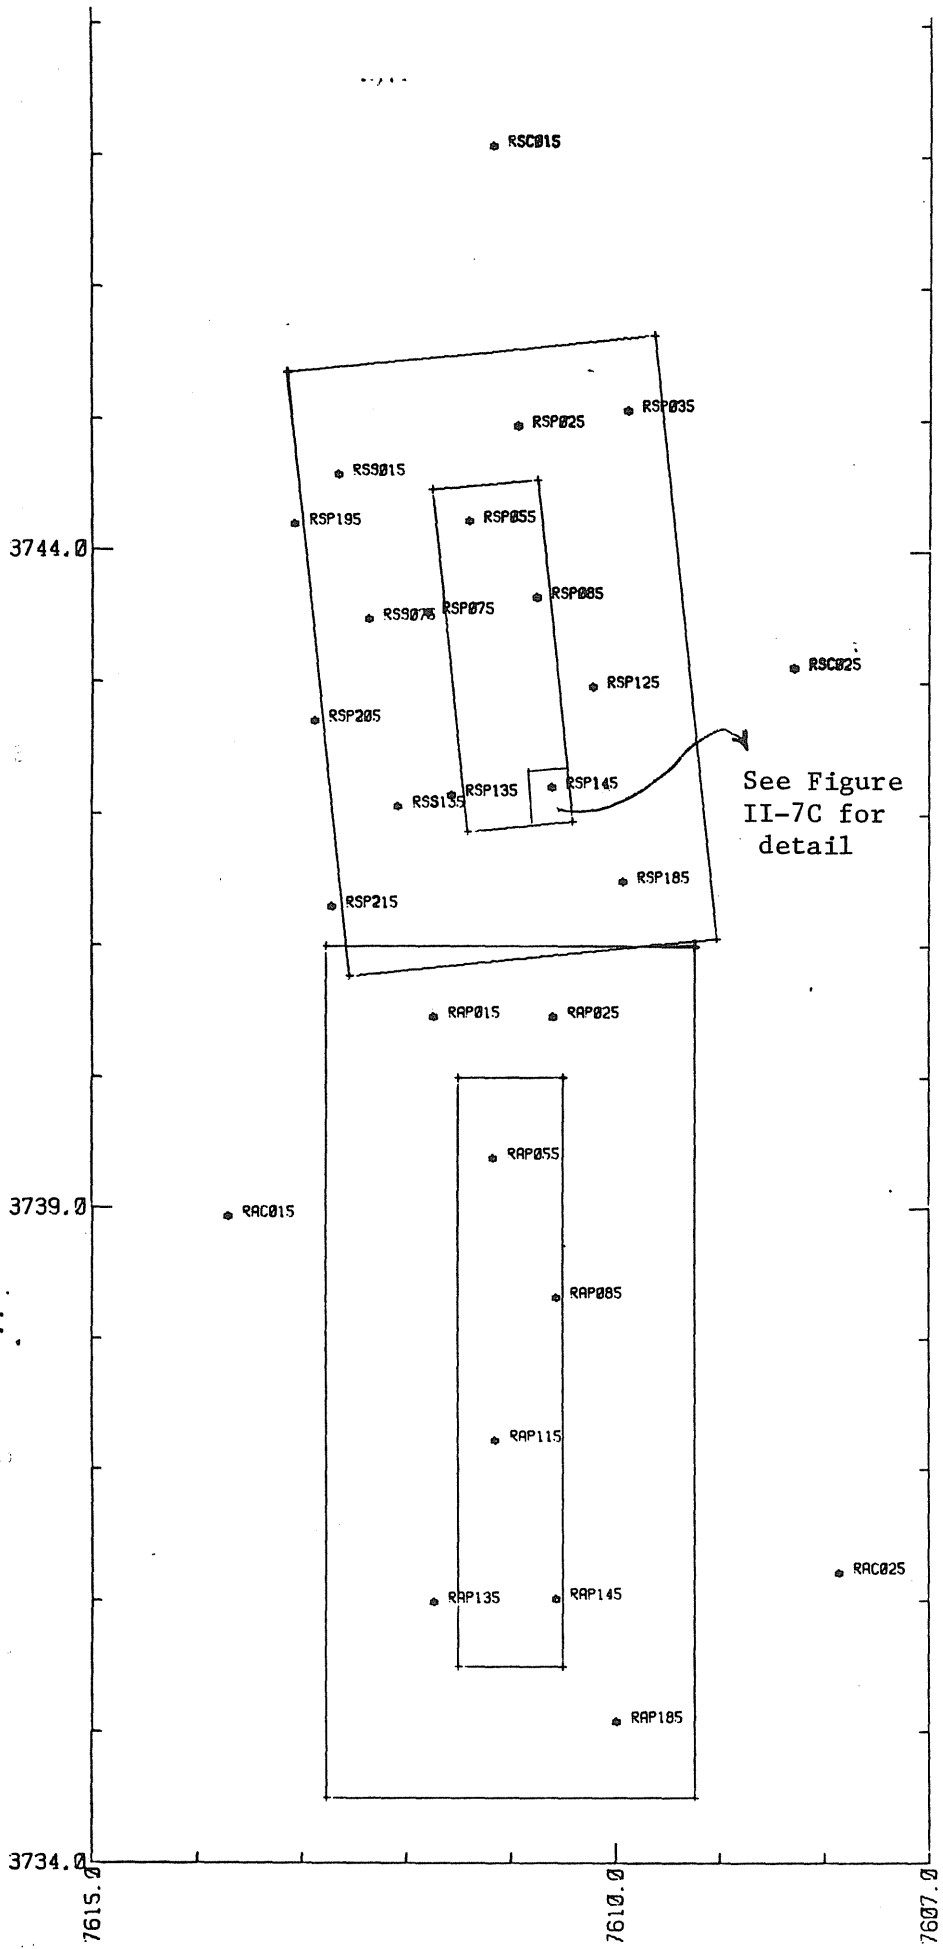 RSC015
RSP035
RSP025
RSS015
RSP055
RSP195
3744.0
RSP085
RSS075
RSP075
RSC025
RSP125
RSP205
RSP145
RSP135
RSS135
See Figure
II-7C for
detail
RSP185
RSP215
RAP015
RAP025
RAP055
3739.0
RAC015
RAP085
RAP115
RAC025
RAP135
RAP145
RAP185
3734.0
7615.0
7610.0
7607.0